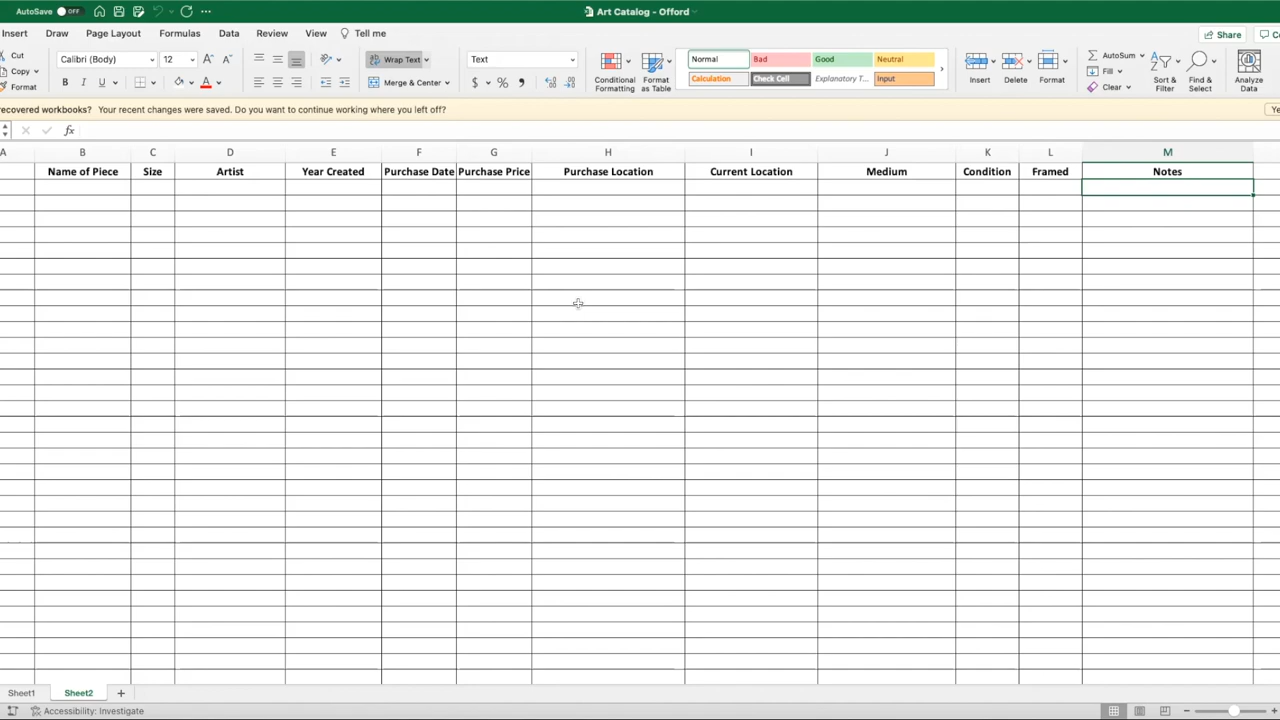 AutoSave OFF Art Catalog - Offord
Insert Draw Page Layout Formulas Data Review View Tell me Share
Cut Calibri (Body) 12 A A Wrap Text Text Normal Bad Good Neutral AutoSum
Copy Fill
Format B I U A Merge & Center $ % Calculation Check Cell Explanatory T... Input Clear
Conditional Formatting Format as Table Insert Delete Format Sort & Filter Find & Select Analyze Data
recovered workbooks? Your recent changes were saved. Do you want to continue working where you left off? Ye
fx
A B C D E F G H I J K L M
Name of Piece Size Artist Year Created Purchase Date Purchase Price Purchase Location Current Location Medium Condition Framed Notes
Sheet1 Sheet2 +
Accessibility: Investigate